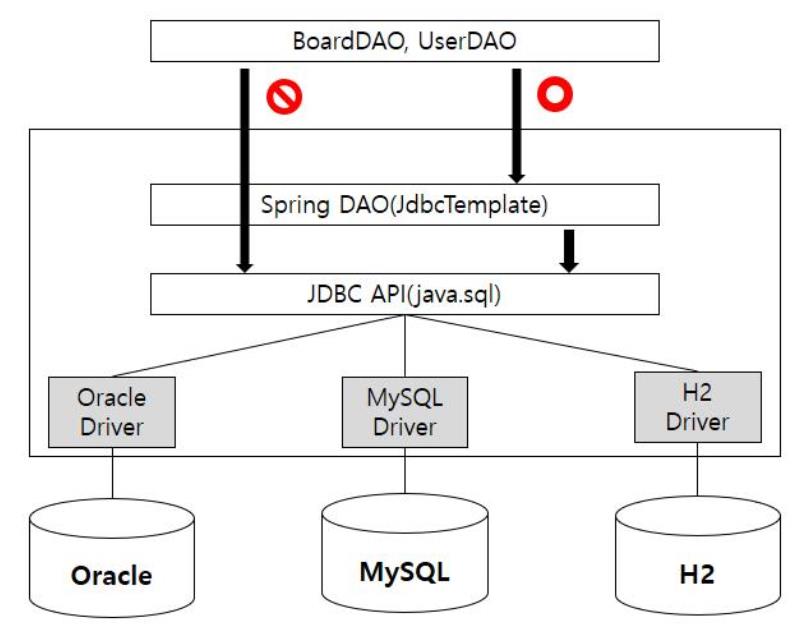 BoardDAO, UserDAO
Spring DAO(JdbcTemplate)
JDBC API(java.sql)
Oracle
Driver
MySQL
Driver
H2
Driver
Oracle
MySQL
H2